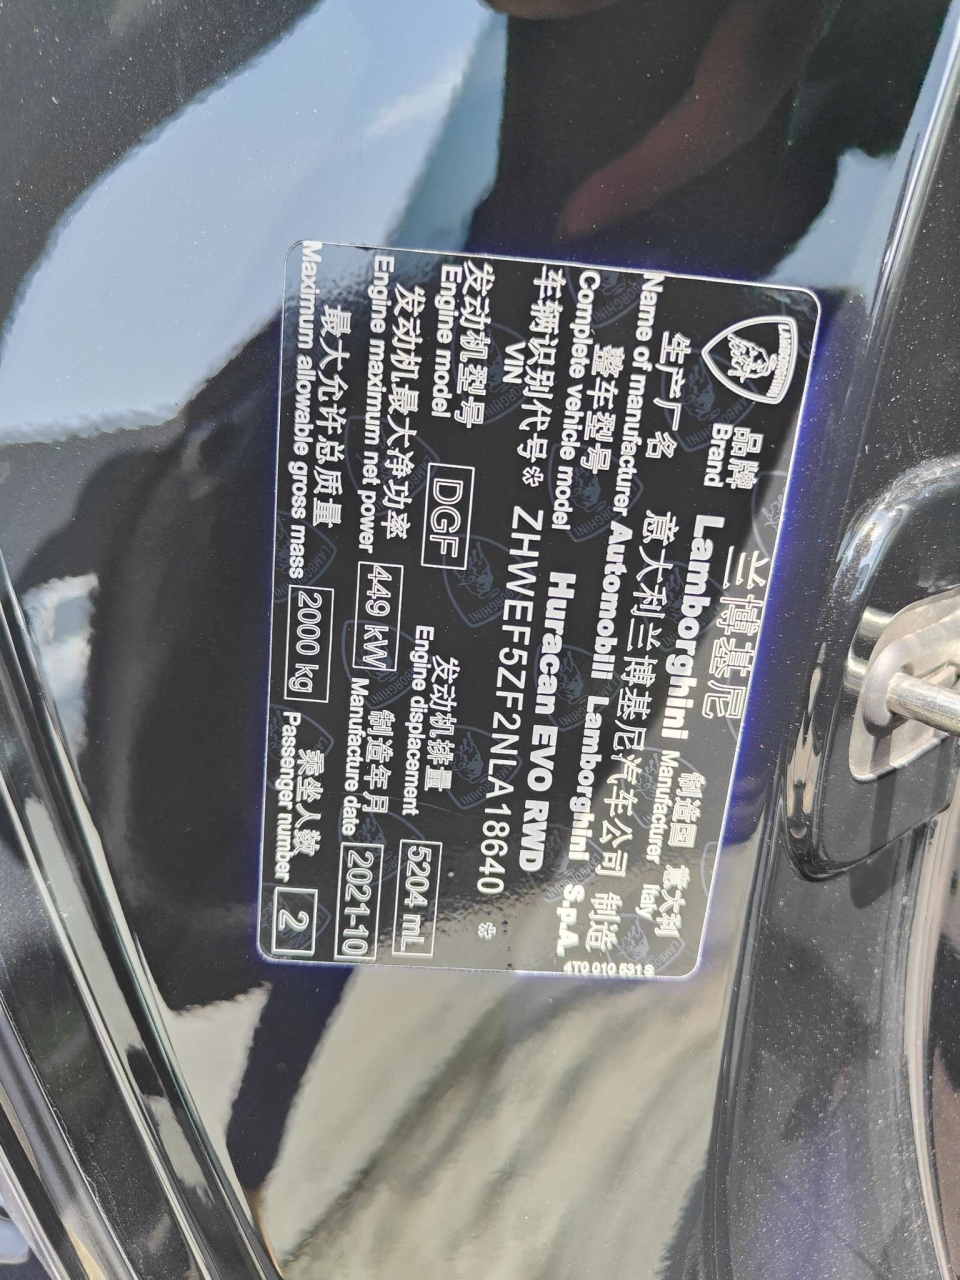 LAMBORGHINI
品牌 兰博基尼 制造国 意大利
Brand Lamborghini Manufacturer Italy
生产厂名 意大利兰博基尼汽车公司 制造
Name of manufacturer Automobili Lamborghini S.p.A.
整车型号
Complete vehicle model Huracan EVO RWD
车辆识别代号
VIN * ZHWEF5ZF2NLA18640 *
发动机型号 DGF 发动机排量 5204 mL
Engine model Engine displacement
发动机最大净功率 449 kW 制造年月 2021-10
Engine maximum net power Manufacture date
最大允许总质量 2000 kg 乘坐人数 2
Maximum allowable gross mass Passenger number
4T0 010 531 S